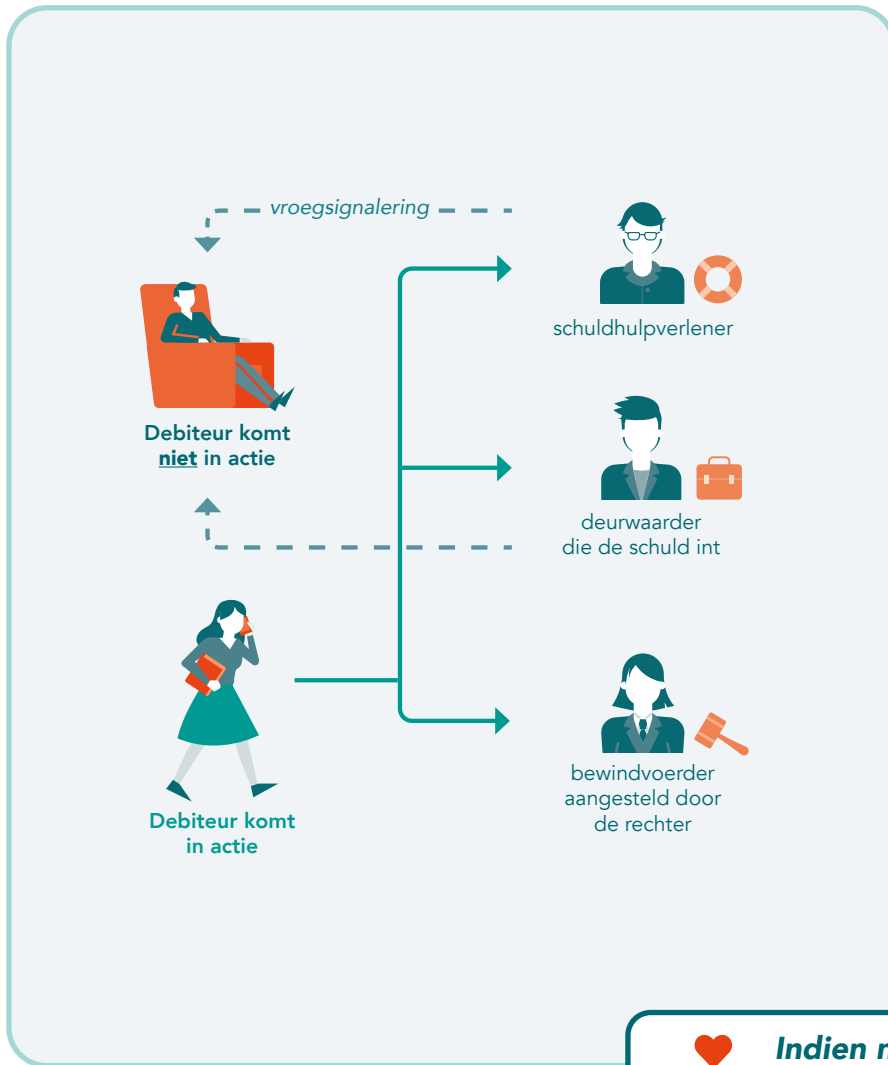 vroegsignalering
schuldhulpverlener
Debiteur komt
niet in actie
deurwaarder
die de schuld int
bewindvoerder
aangesteld door
de rechter
Debiteur komt
in actie
Indien